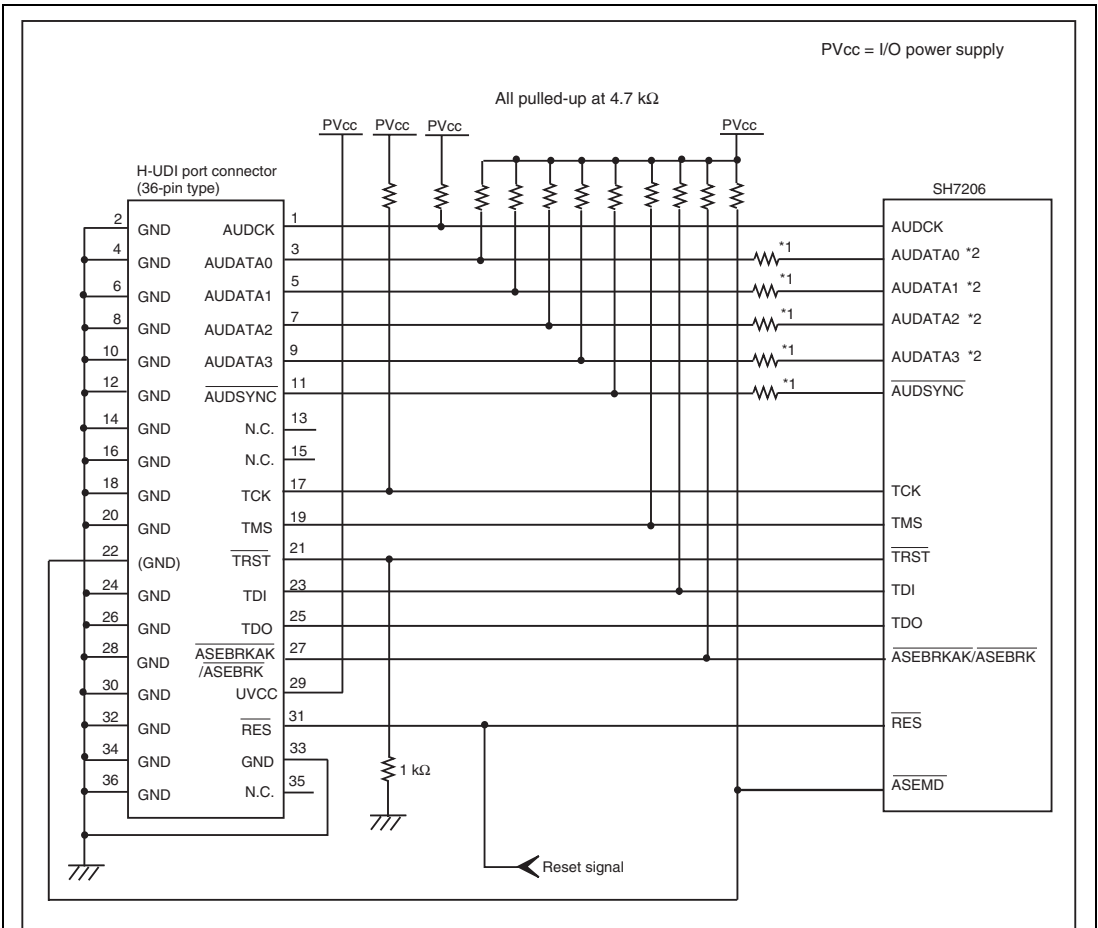 PVcc = I/O power supply
All pulled-up at 4.7 kΩ
PVcc PVcc PVcc PVcc
H-UDI port connector
(36-pin type)
SH7206
2 GND AUDCK 1 AUDCK
4 GND AUDATA0 3 *1 AUDATA0 *2
6 GND AUDATA1 5 *1 AUDATA1 *2
8 GND AUDATA2 7 *1 AUDATA2 *2
10 GND AUDATA3 9 *1 AUDATA3 *2
12 GND AUDSYNC 11 *1 AUDSYNC
14 GND N.C. 13
16 GND N.C. 15
18 GND TCK 17 TCK
20 GND TMS 19 TMS
22 (GND) TRST 21 TRST
24 GND TDI 23 TDI
26 GND TDO 25 TDO
28 GND ASEBRKAK 27 ASEBRKAK/ASEBRK
/ASEBRK
30 GND UVCC 29
32 GND RES 31 RES
34 GND GND 33
1 kΩ
36 GND N.C. 35 ASEMD
Reset signal